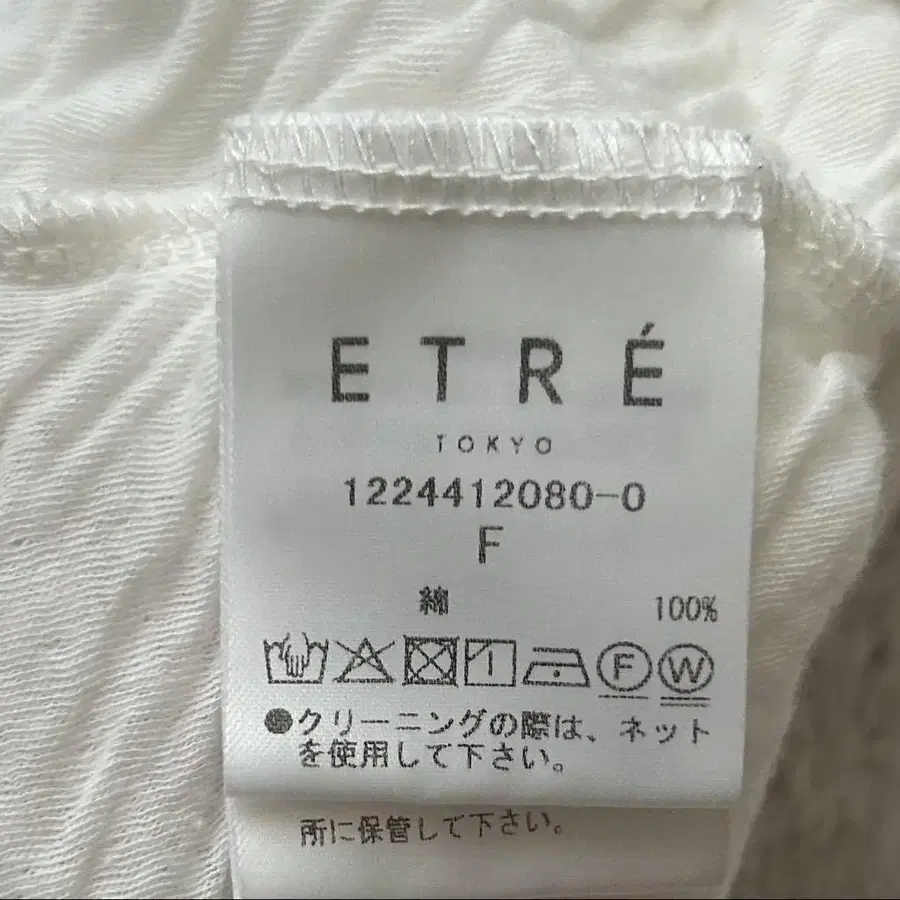 ETRÉ
TOKYO
1224412080-0
F
綿 100%
F W
●クリーニングの際は、ネット
を使用して下さい。
所に保管して下さい。